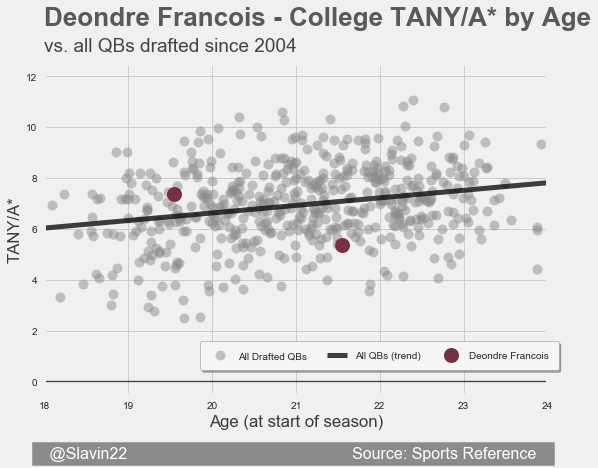 Deondre Francois - College TANY/A* by Age
vs. all QBs drafted since 2004
12
10
8
6
4
2
0
TANY/A*
All Drafted QBs
All QBs (trend)
Deondre Francois
18 19 20 21 22 23 24
Age (at start of season)
@Slavin22
Source: Sports Reference